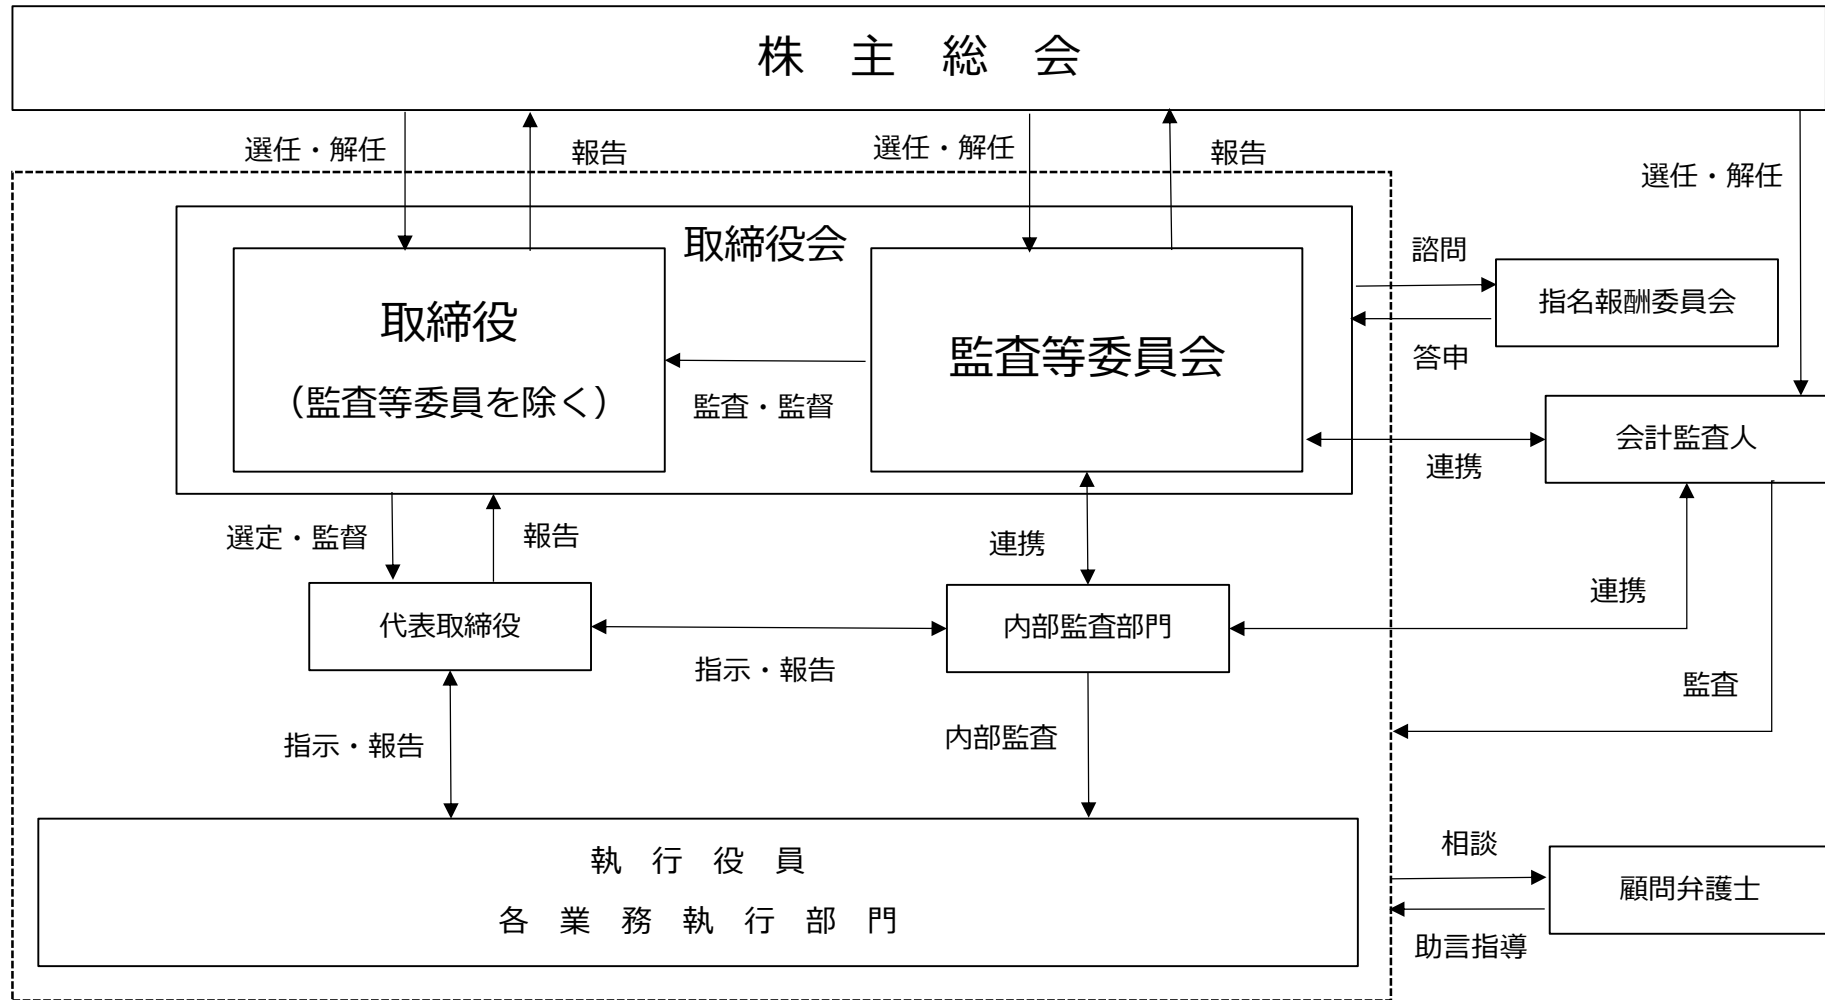 株　主　総　会
選任・解任
報告
選任・解任
報告
選任・解任
取締役会
取締役
（監査等委員を除く）
監査等委員会
監査・監督
諮問
指名報酬委員会
答申
会計監査人
連携
選定・監督
報告
連携
連携
代表取締役
内部監査部門
指示・報告
監査
指示・報告
内部監査
執　行　役　員
各　業　務　執　行　部　門
相談
顧問弁護士
助言指導